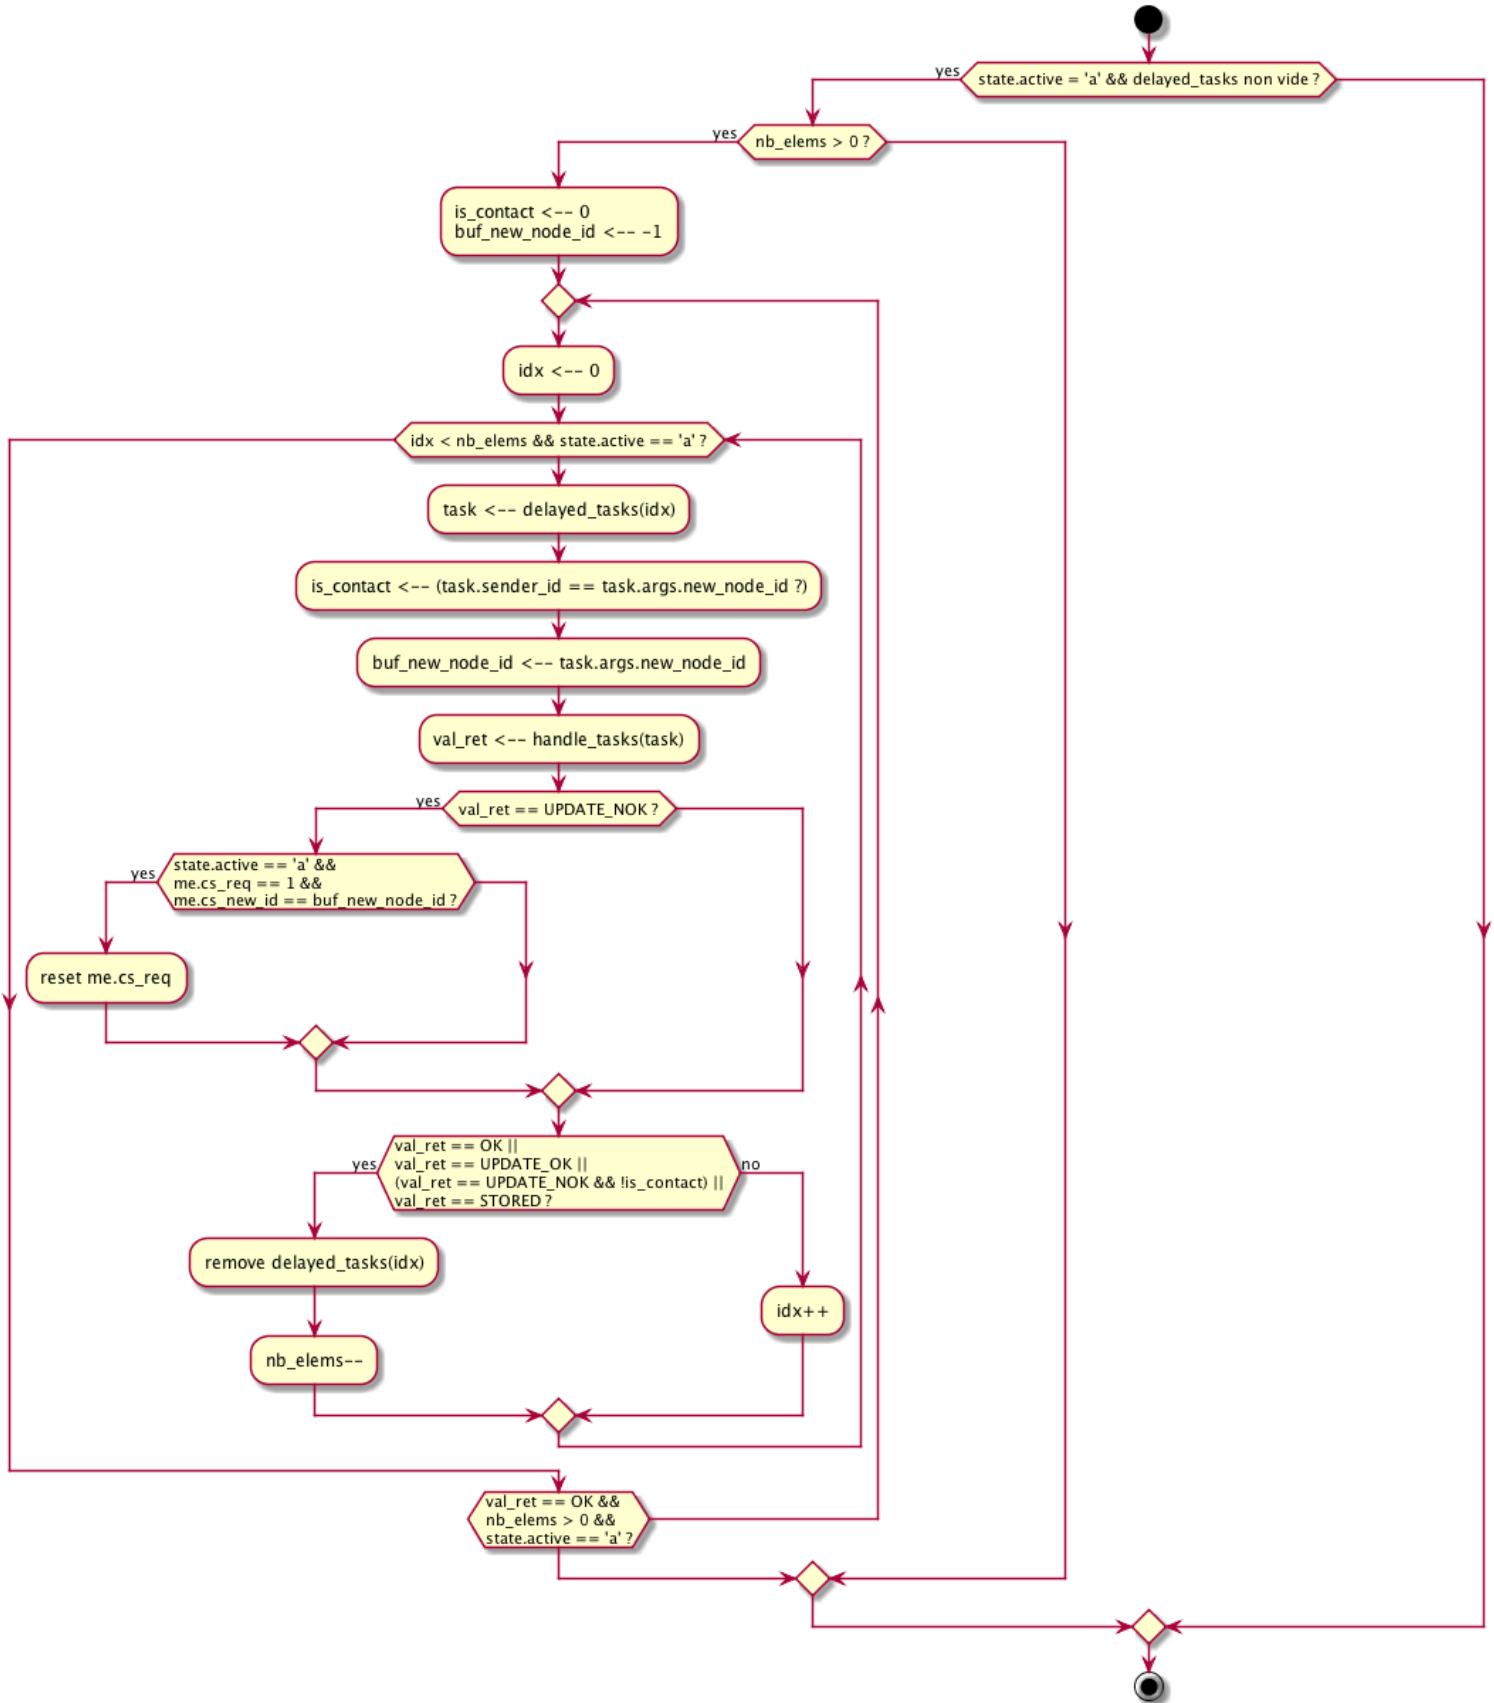 state.active = 'a' && delayed_tasks non vide ?
yes
nb_elems > 0 ?
yes
is_contact <-- 0
buf_new_node_id <-- -1
idx <-- 0
idx < nb_elems && state.active == 'a' ?
task <-- delayed_tasks(idx)
is_contact <-- (task.sender_id == task.args.new_node_id ?)
buf_new_node_id <-- task.args.new_node_id
val_ret <-- handle_tasks(task)
yes
val_ret == UPDATE_NOK ?
yes
state.active == 'a' &&
me.cs_req == 1 &&
me.cs_new_id == buf_new_node_id ?
reset me.cs_req
yes
val_ret == OK ||
val_ret == UPDATE_OK ||
(val_ret == UPDATE_NOK && !is_contact) ||
val_ret == STORED ?
no
remove delayed_tasks(idx)
idx++
nb_elems--
val_ret == OK &&
nb_elems > 0 &&
state.active == 'a' ?